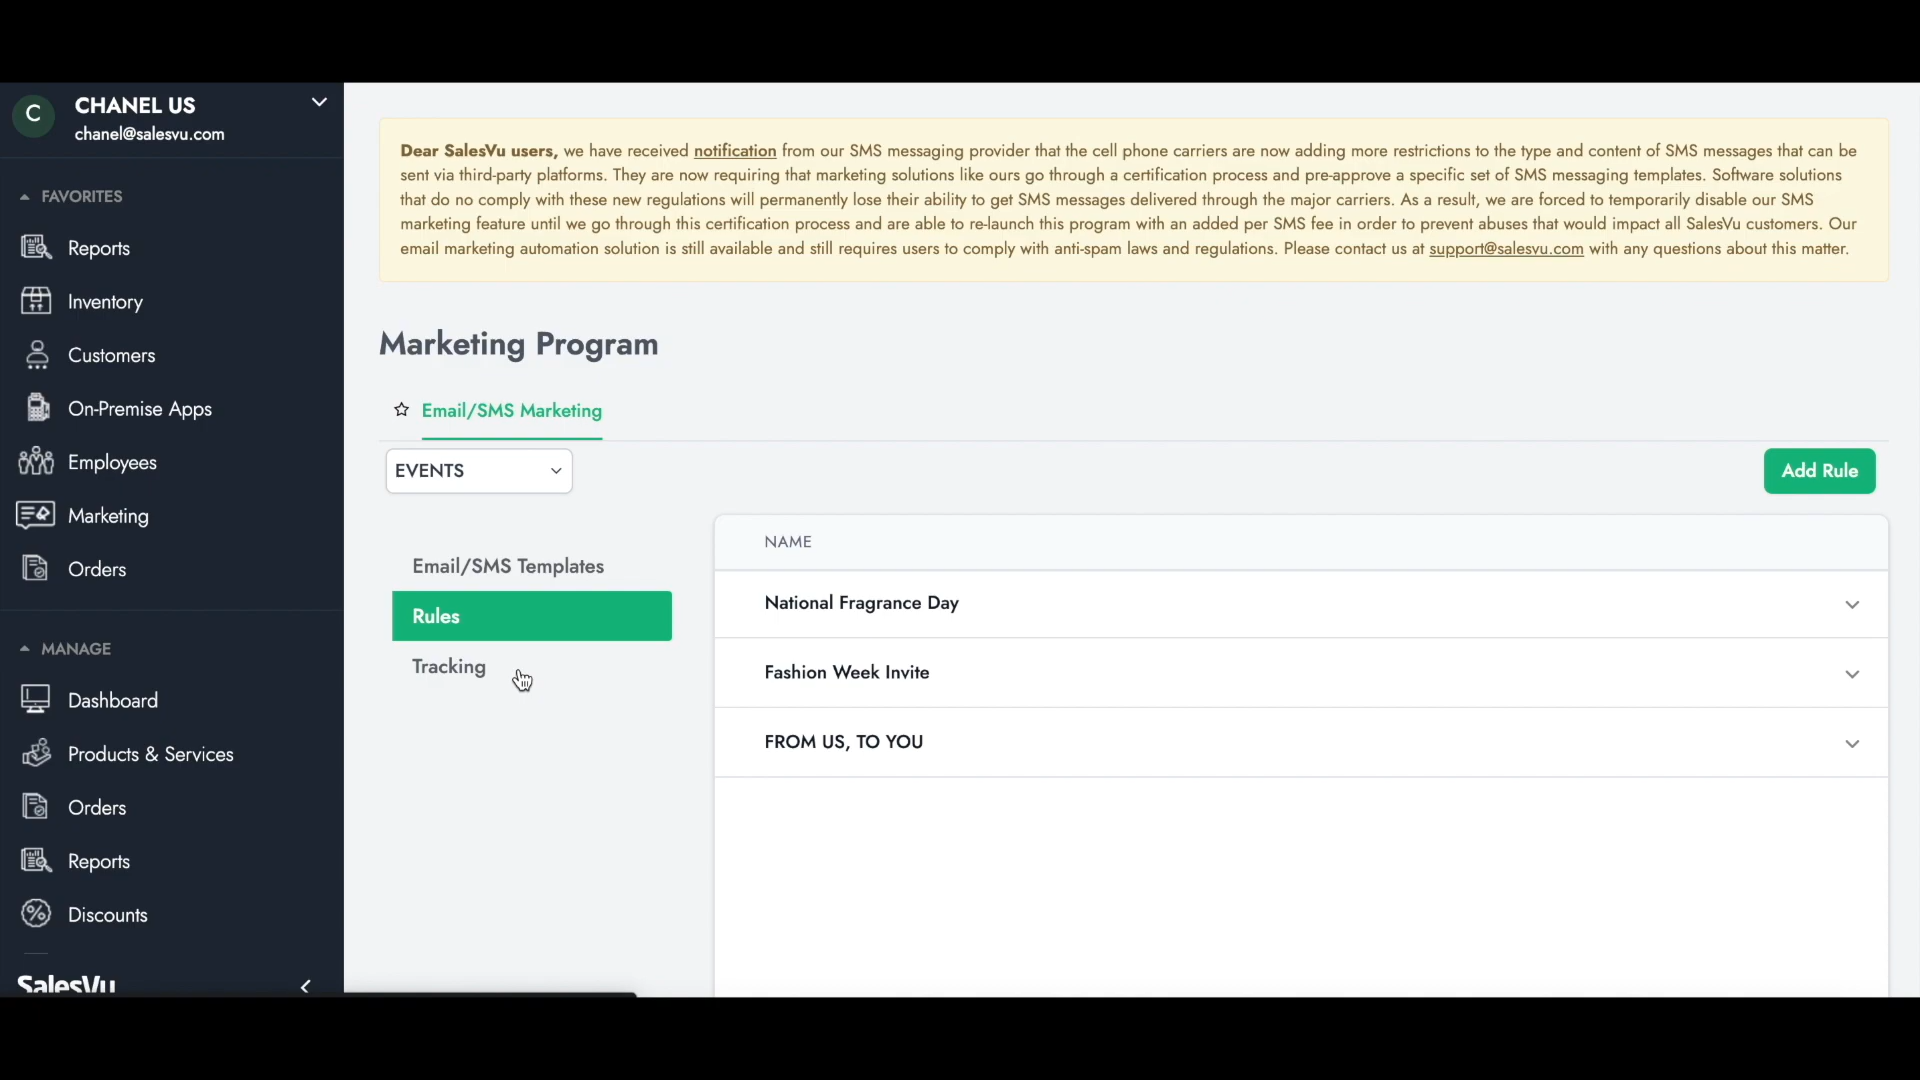 C
CHANEL US
chanel@salesvu.com
FAVORITES
Reports
Inventory
Customers
On-Premise Apps
Employees
Marketing
Orders
MANAGE
Dashboard
Products & Services
Orders
Reports
Discounts
SalesVu
Dear SalesVu users, we have received notification from our SMS messaging provider that the cell phone carriers are now adding more restrictions to the type and content of SMS messages that can be
sent via third-party platforms. They are now requiring that marketing solutions like ours go through a certification process and pre-approve a specific set of SMS messaging templates. Software solutions
that do no comply with these new regulations will permanently lose their ability to get SMS messages delivered through the major carriers. As a result, we are forced to temporarily disable our SMS
marketing feature until we go through this certification process and are able to re-launch this program with an added per SMS fee in order to prevent abuses that would impact all SalesVu customers. Our
email marketing automation solution is still available and still requires users to comply with anti-spam laws and regulations. Please contact us at support@salesvu.com with any questions about this matter.
Marketing Program
Email/SMS Marketing
EVENTS
Add Rule
Email/SMS Templates
Rules
Tracking
NAME
National Fragrance Day
Fashion Week Invite
FROM US, TO YOU